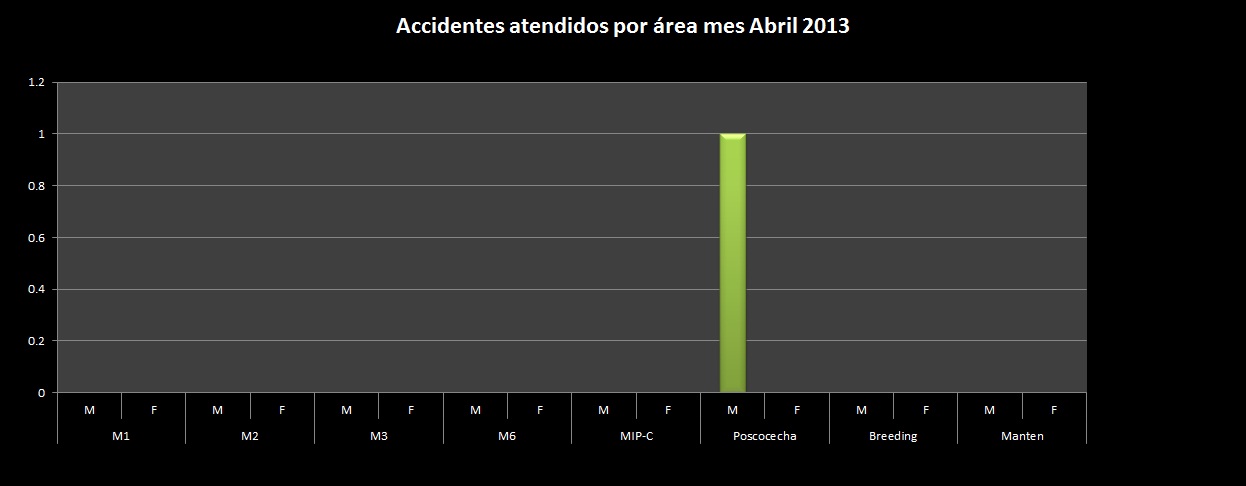 Accidentes atendidos por área mes Abril 2013
1.2
1
0.8
0.6
0.4
0.2
0
M F M F M F M F M F M F M F M F
M1 M2 M3 M6 MIP-C Poscocecha Breeding Manten